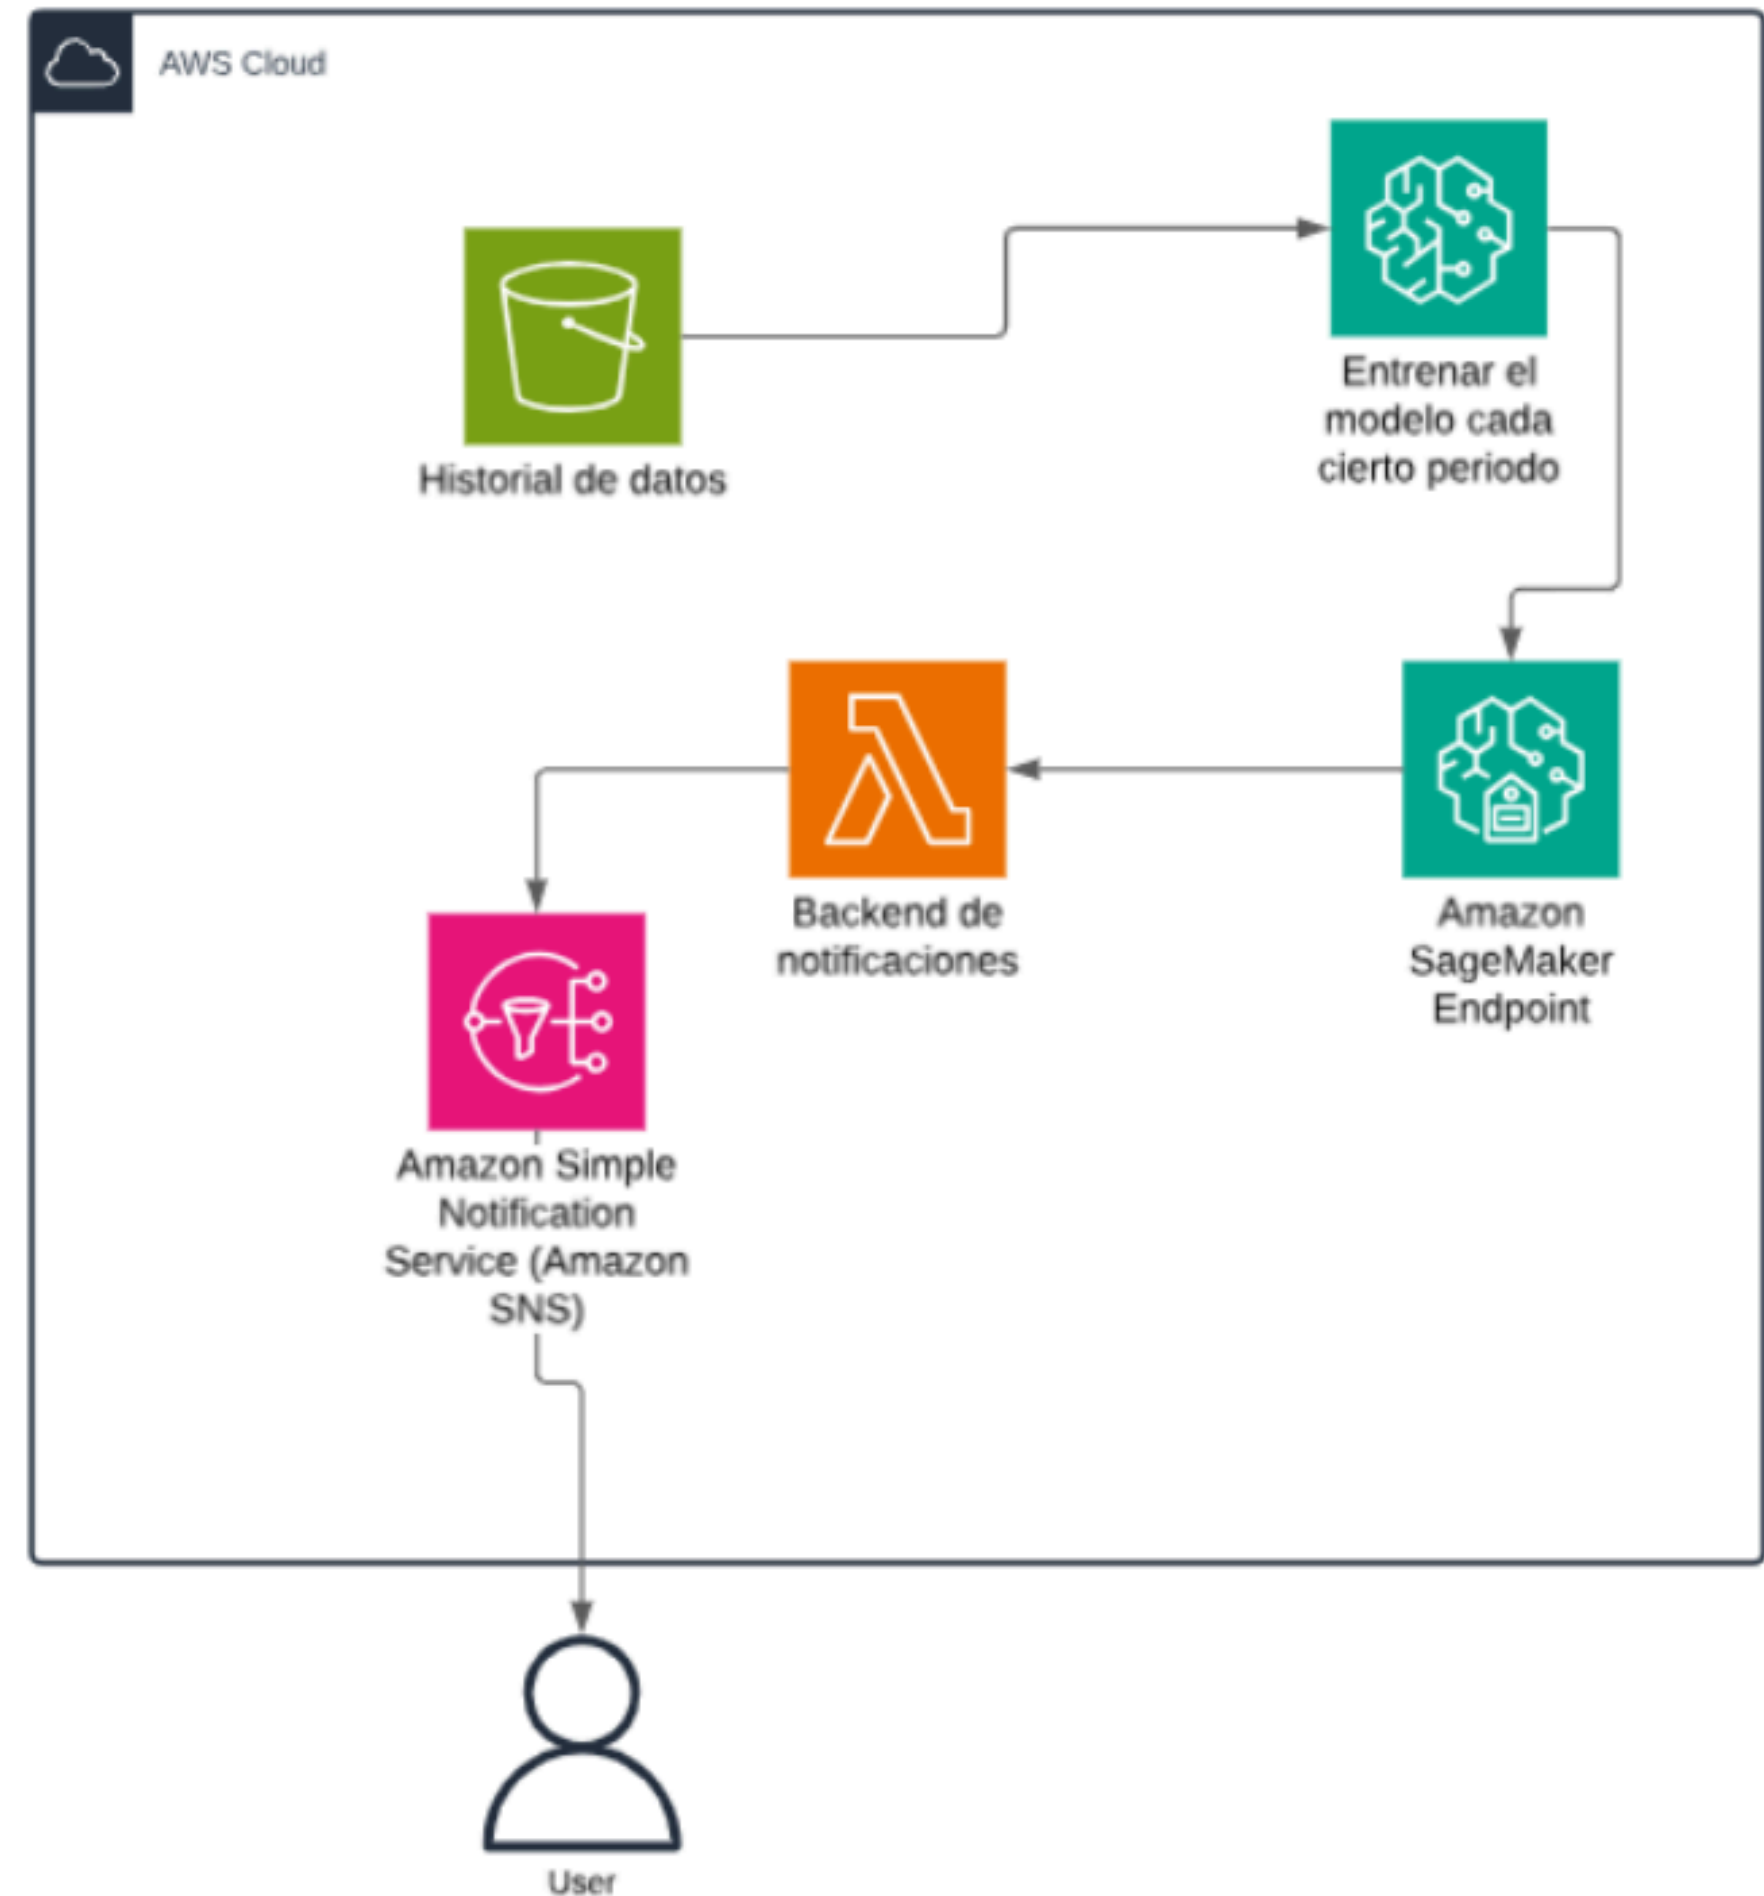 AWS Cloud
Entrenar el
modelo cada
cierto periodo
Historial de datos
Backend de
notificaciones
Amazon
SageMaker
Endpoint
Amazon Simple
Notification
Service (Amazon
SNS)
User